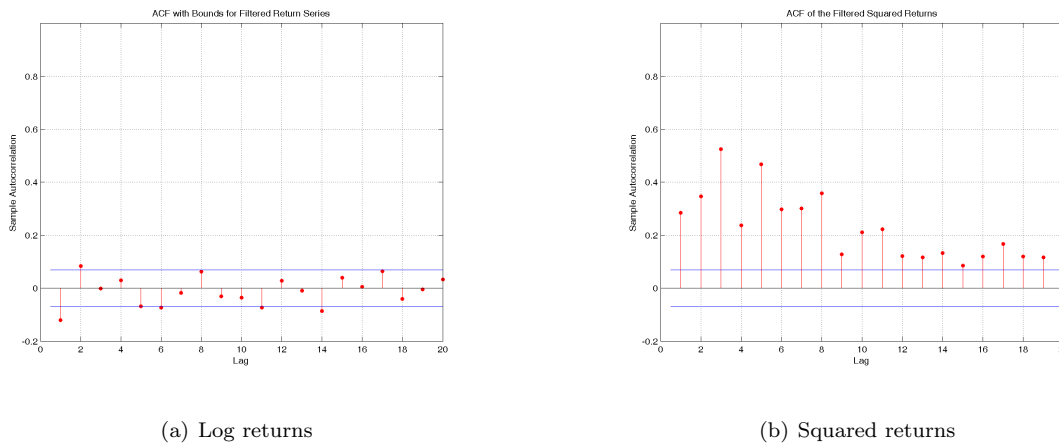 ACF with Bounds for Filtered Return Series
Sample Autocorrelation
0.8
0.6
0.4
0.2
0
-0.2
0 2 4 6 8 10 12 14 16 18 20
Lag
(a) Log returns
ACF of the Filtered Squared Returns
Sample Autocorrelation
0.8
0.6
0.4
0.2
0
-0.2
0 2 4 6 8 10 12 14 16 18
Lag
(b) Squared returns